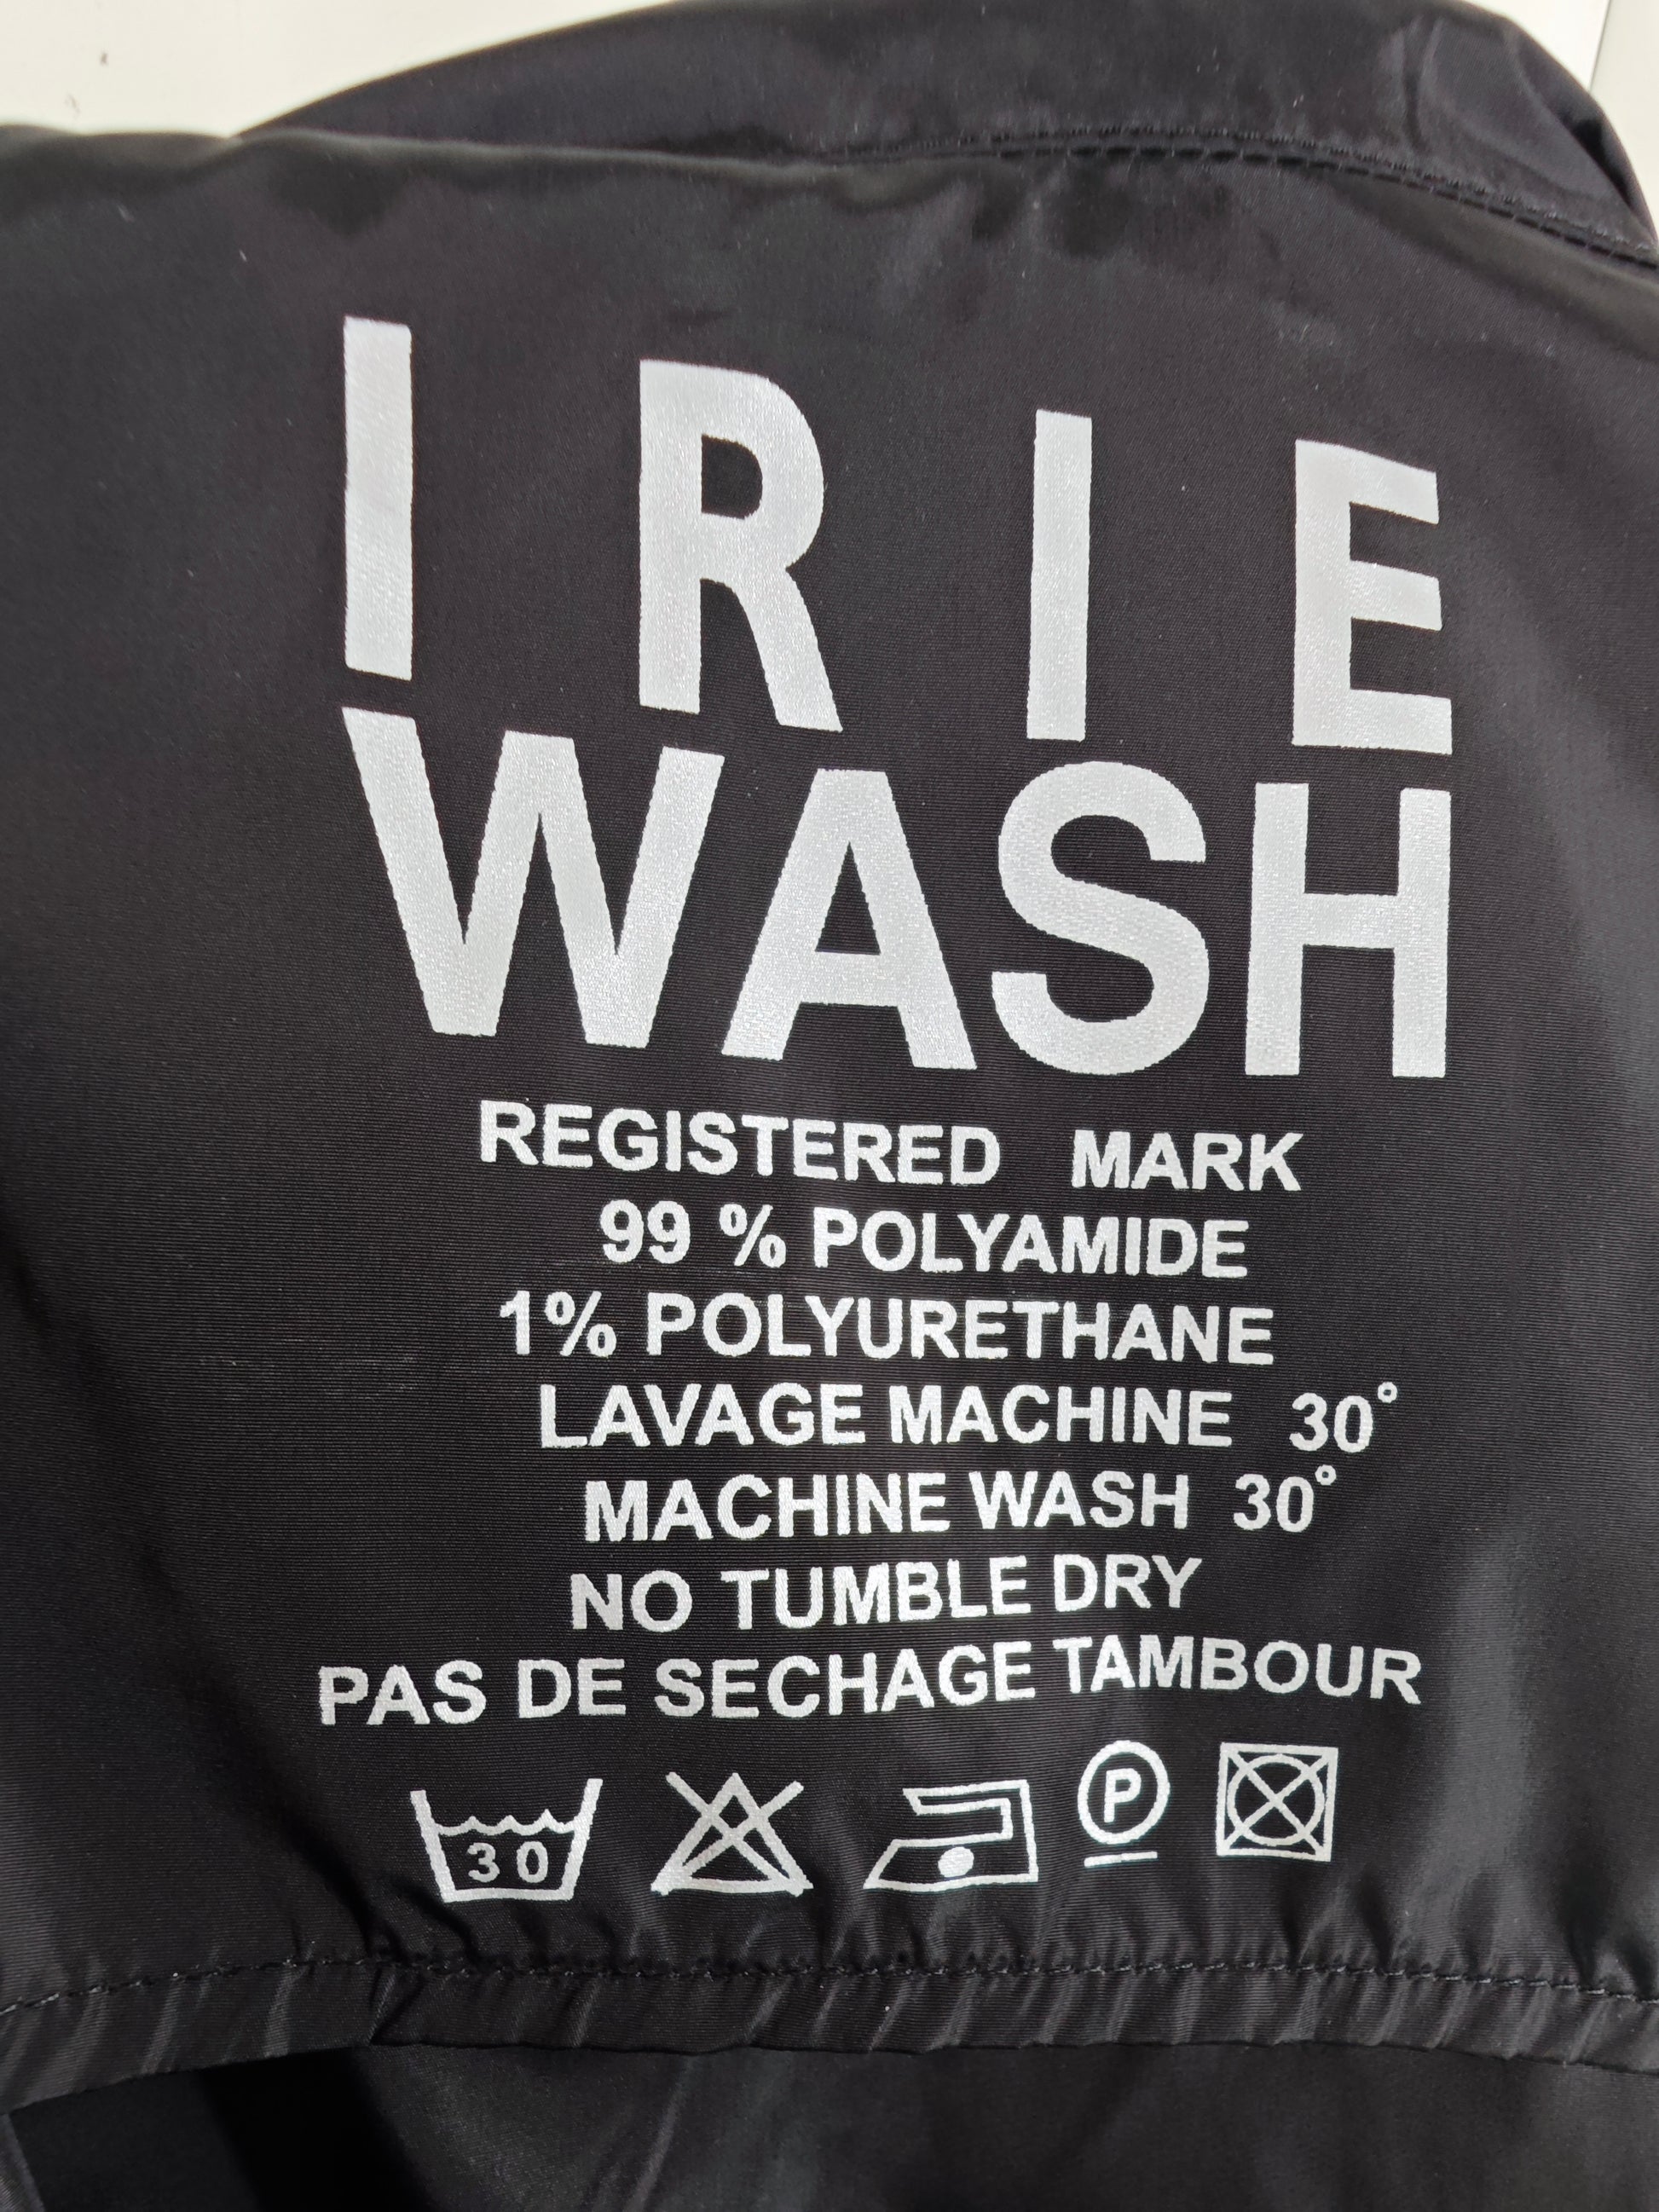 IRIE
WASH
REGISTERED MARK
99 % POLYAMIDE
1% POLYURETHANE
LAVAGE MACHINE 30°
MACHINE WASH 30°
NO TUMBLE DRY
PAS DE SECHAGE TAMBOUR
30 P